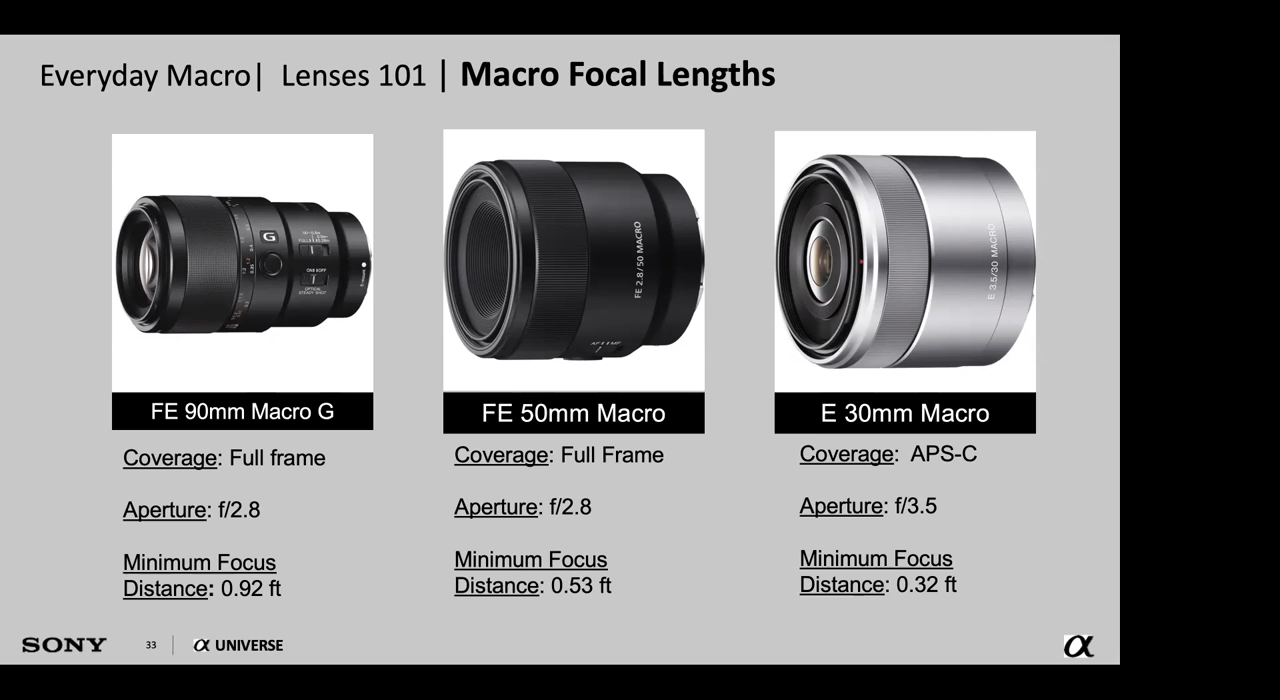 Everyday Macro| Lenses 101 | Macro Focal Lengths
G
FE 2.8/50 MACRO
AF MF
E 3.5/30 MACRO
FE 90mm Macro G
FE 50mm Macro
E 30mm Macro
Coverage: Full frame
Aperture: f/2.8
Minimum Focus
Distance: 0.92 ft
Coverage: Full Frame
Aperture: f/2.8
Minimum Focus
Distance: 0.53 ft
Coverage: APS-C
Aperture: f/3.5
Minimum Focus
Distance: 0.32 ft
SONY
33
α UNIVERSE
α